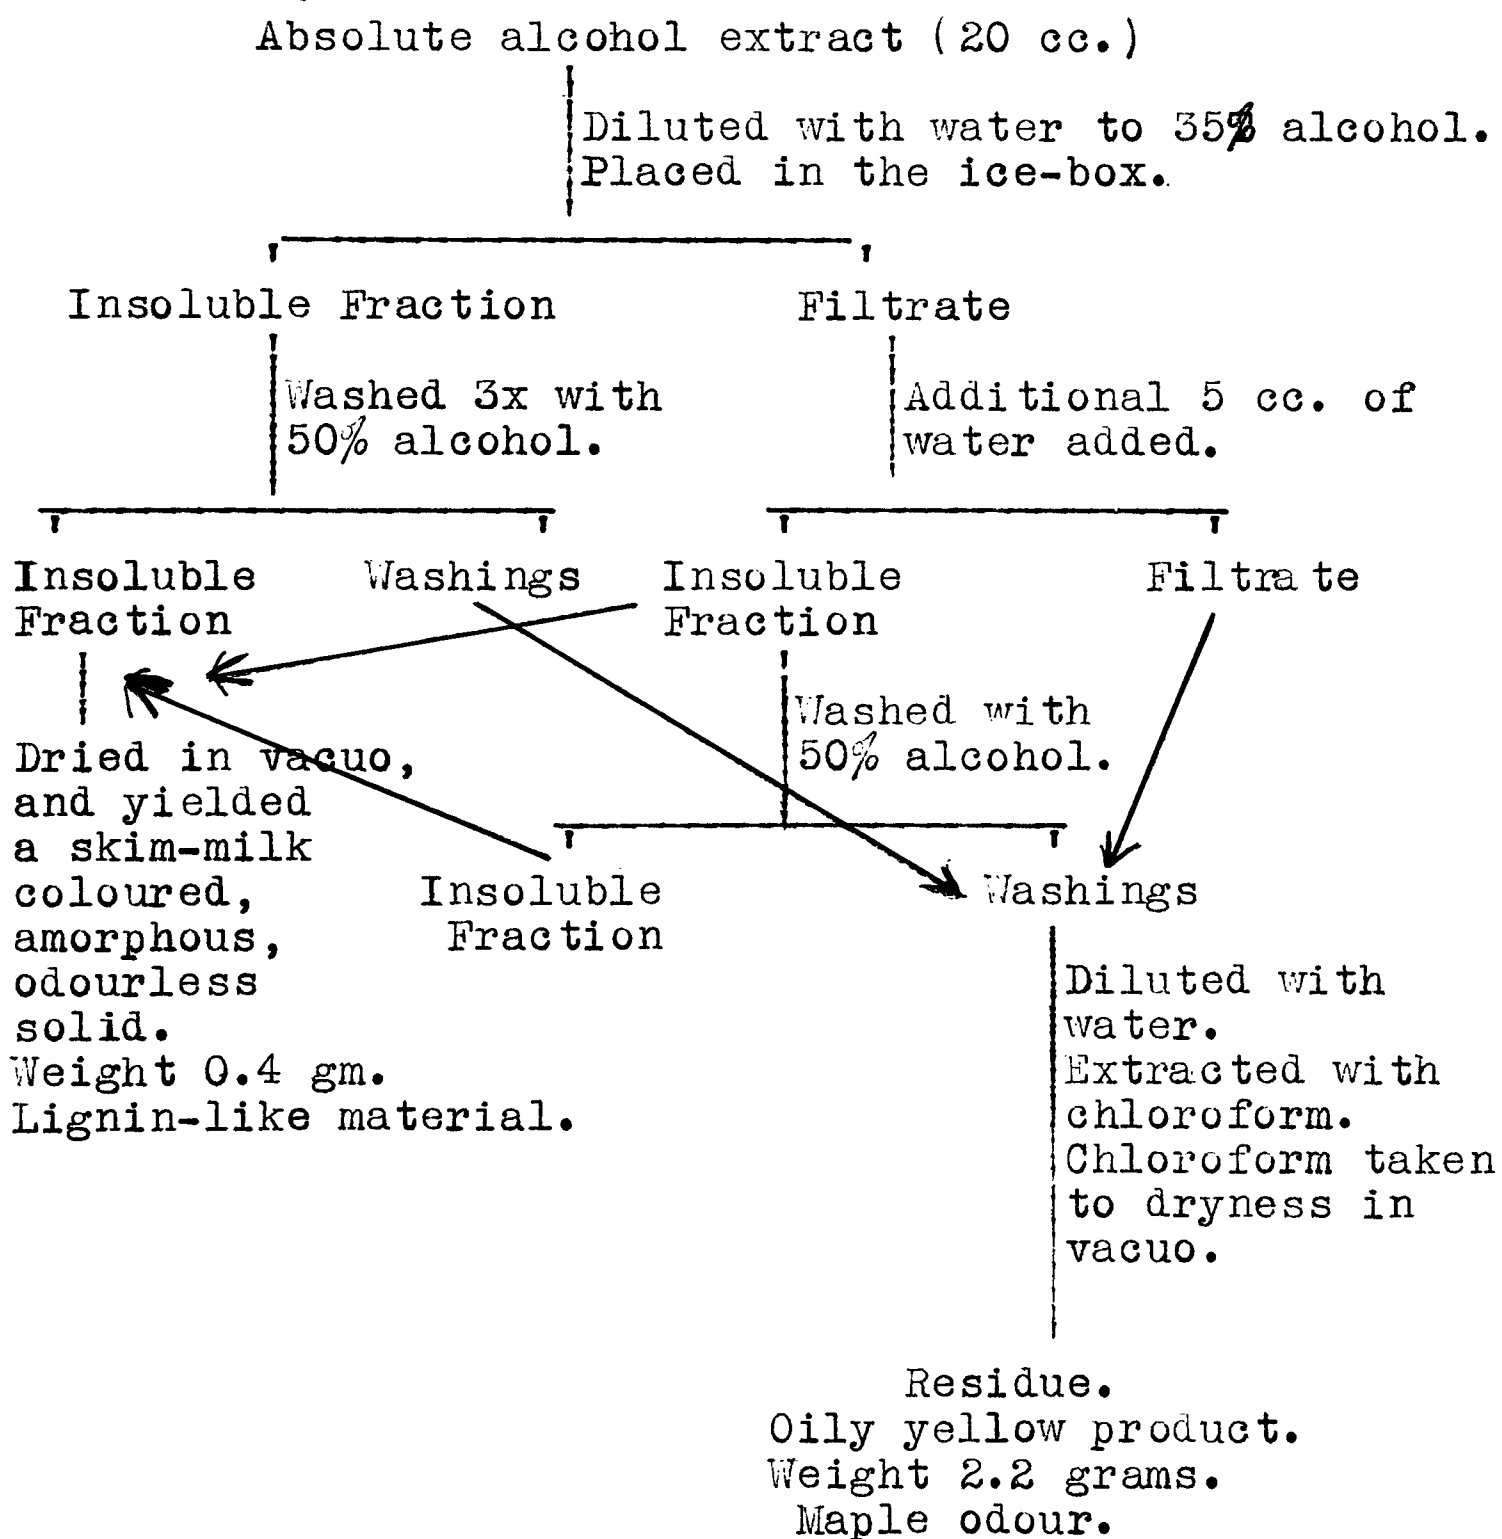 Absolute alcohol extract (20 cc.)
Diluted with water to 35% alcohol.
Placed in the ice-box.
Insoluble Fraction
Filtrate
Washed 3x with
50% alcohol.
Additional 5 cc. of
water added.
Insoluble
Fraction
Washings
Insoluble
Fraction
Filtrate
Washed with
50% alcohol.
Dried in vacuo,
and yielded
a skim-milk
coloured,
amorphous,
odourless
solid.
Weight 0.4 gm.
Lignin-like material.
Insoluble
Fraction
Washings
Diluted with
water.
Extracted with
chloroform.
Chloroform taken
to dryness in
vacuo.
Residue.
Oily yellow product.
Weight 2.2 grams.
Maple odour.